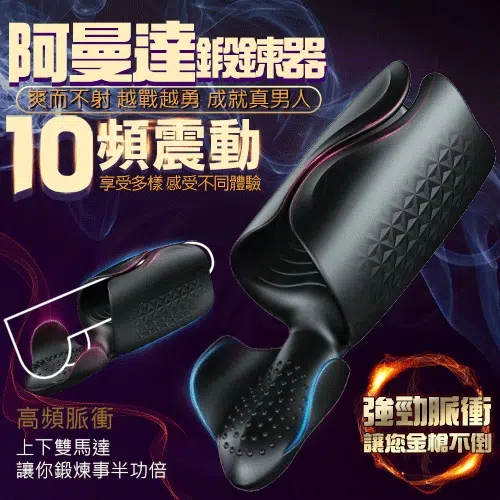 阿曼達鍛鍊器
爽而不射 越戰越勇 成就真男人
10頻震動
享受多樣 感受不同體驗
高頻脈衝
上下雙馬達
讓你鍛煉事半功倍
強勁脈衝
讓您金槍不倒